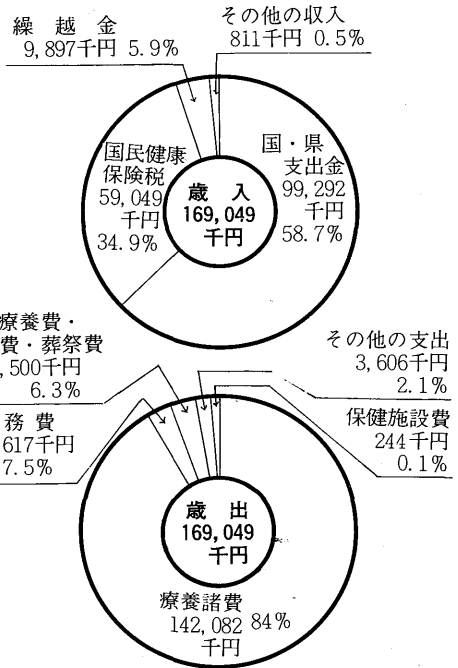 繰越金
9,897千円 5.9%
その他の収入
811千円 0.5%
国民健康
保険税
59,049
千円
34.9%
国・県
支出金
99,292
千円
58.7%
歳入
169,049
千円
療養費・
費・葬祭費
,500千円
6.3%
務費
617千円
7.5%
その他の支出
3,606千円
2.1%
保健施設費
244千円
0.1%
歳出
169,049
千円
療養諸費
142,082 84%
千円